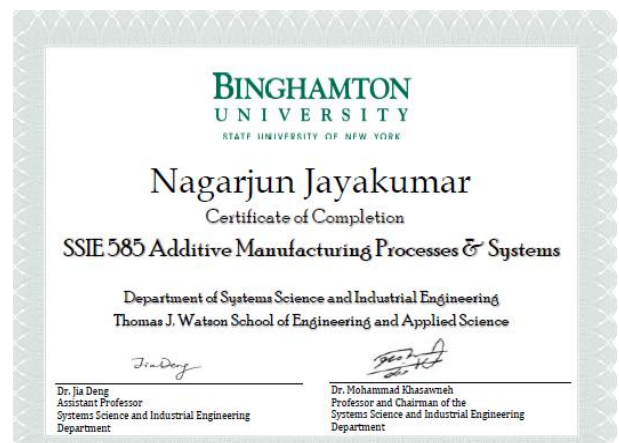 BINGHAMTON
UNIVERSITY
STATE UNIVERSITY OF NEW YORK
Nagarjun Jayakumar
Certificate of Completion
SSIE 585 Additive Manufacturing Processes & Systems
Department of Systems Science and Industrial Engineering
Thomas J. Watson School of Engineering and Applied Science
Jia Deng
Dr. Jia Deng
Assistant Professor
Systems Science and Industrial Engineering
Department
Dr. Mohammad Khasawneh
Professor and Chairman of the
Systems Science and Industrial Engineering
Department